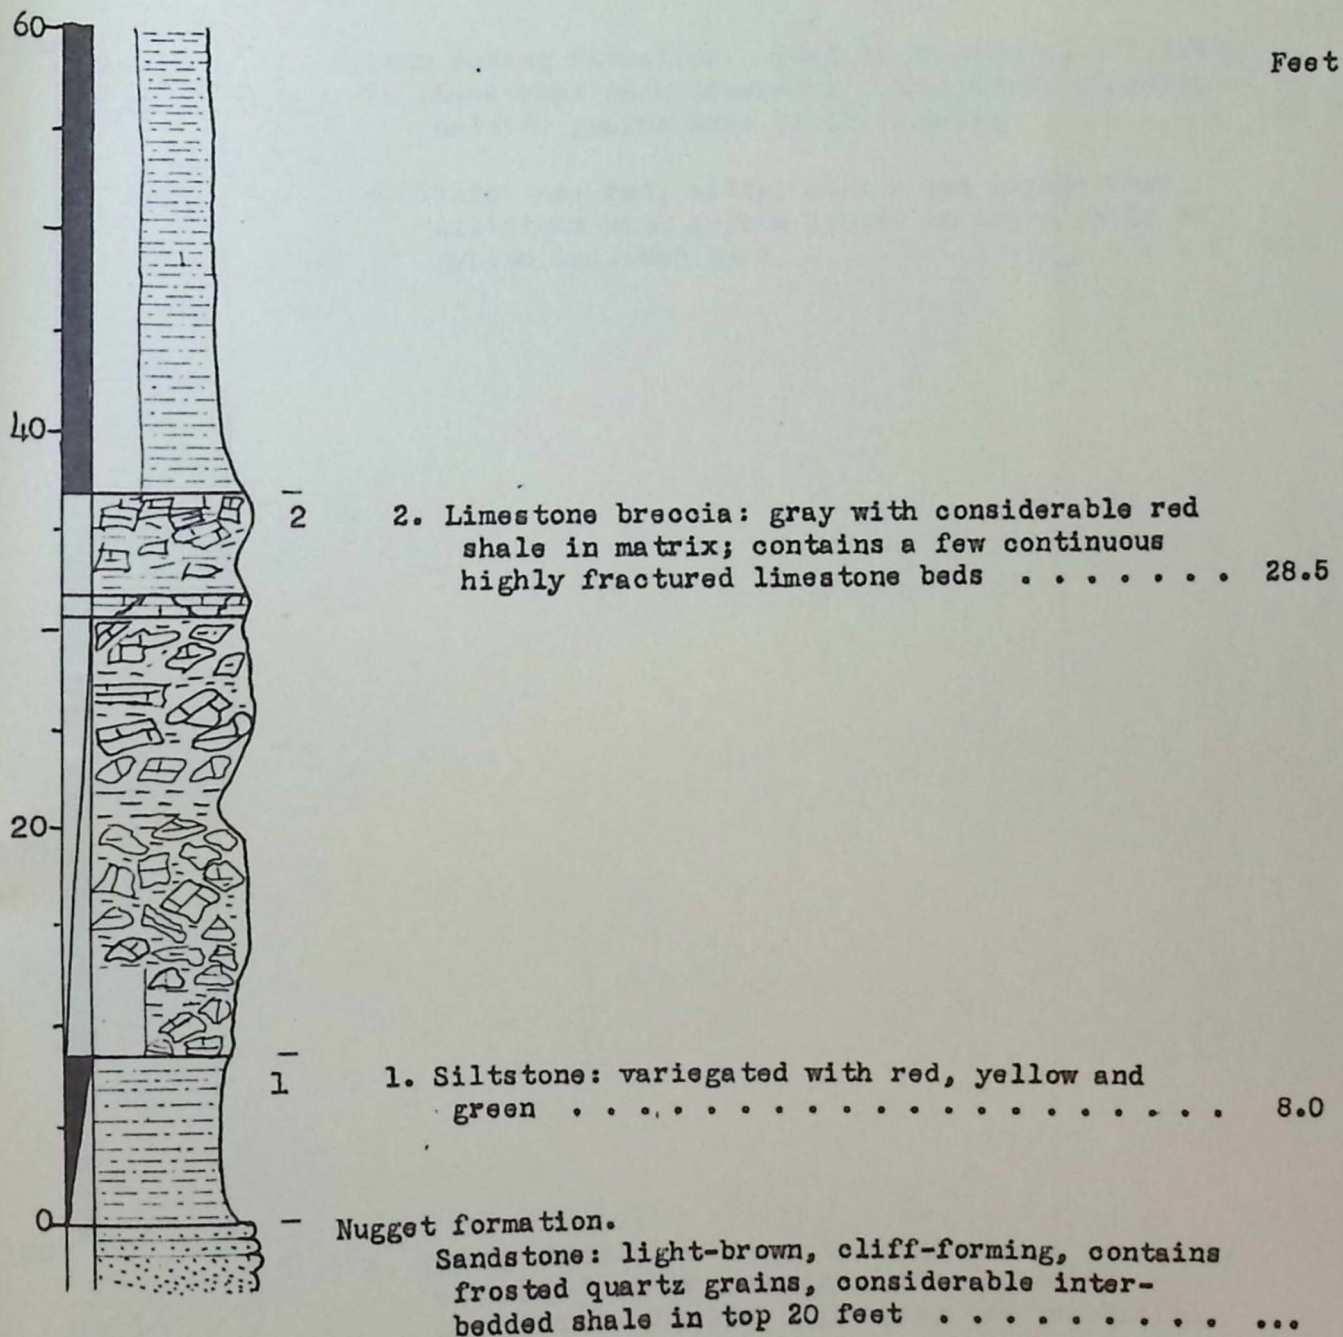 60
Feet
40
2
2. Limestone breccia: gray with considerable red
shale in matrix; contains a few continuous
highly fractured limestone beds . . . . . . . 28.5
20
1
1. Siltstone: variegated with red, yellow and
green . . . . . . . . . . . . . . . . . . . . 8.0
0
Nugget formation.
Sandstone: light-brown, cliff-forming, contains
frosted quartz grains, considerable inter-
bedded shale in top 20 feet . . . . . . . . . ...